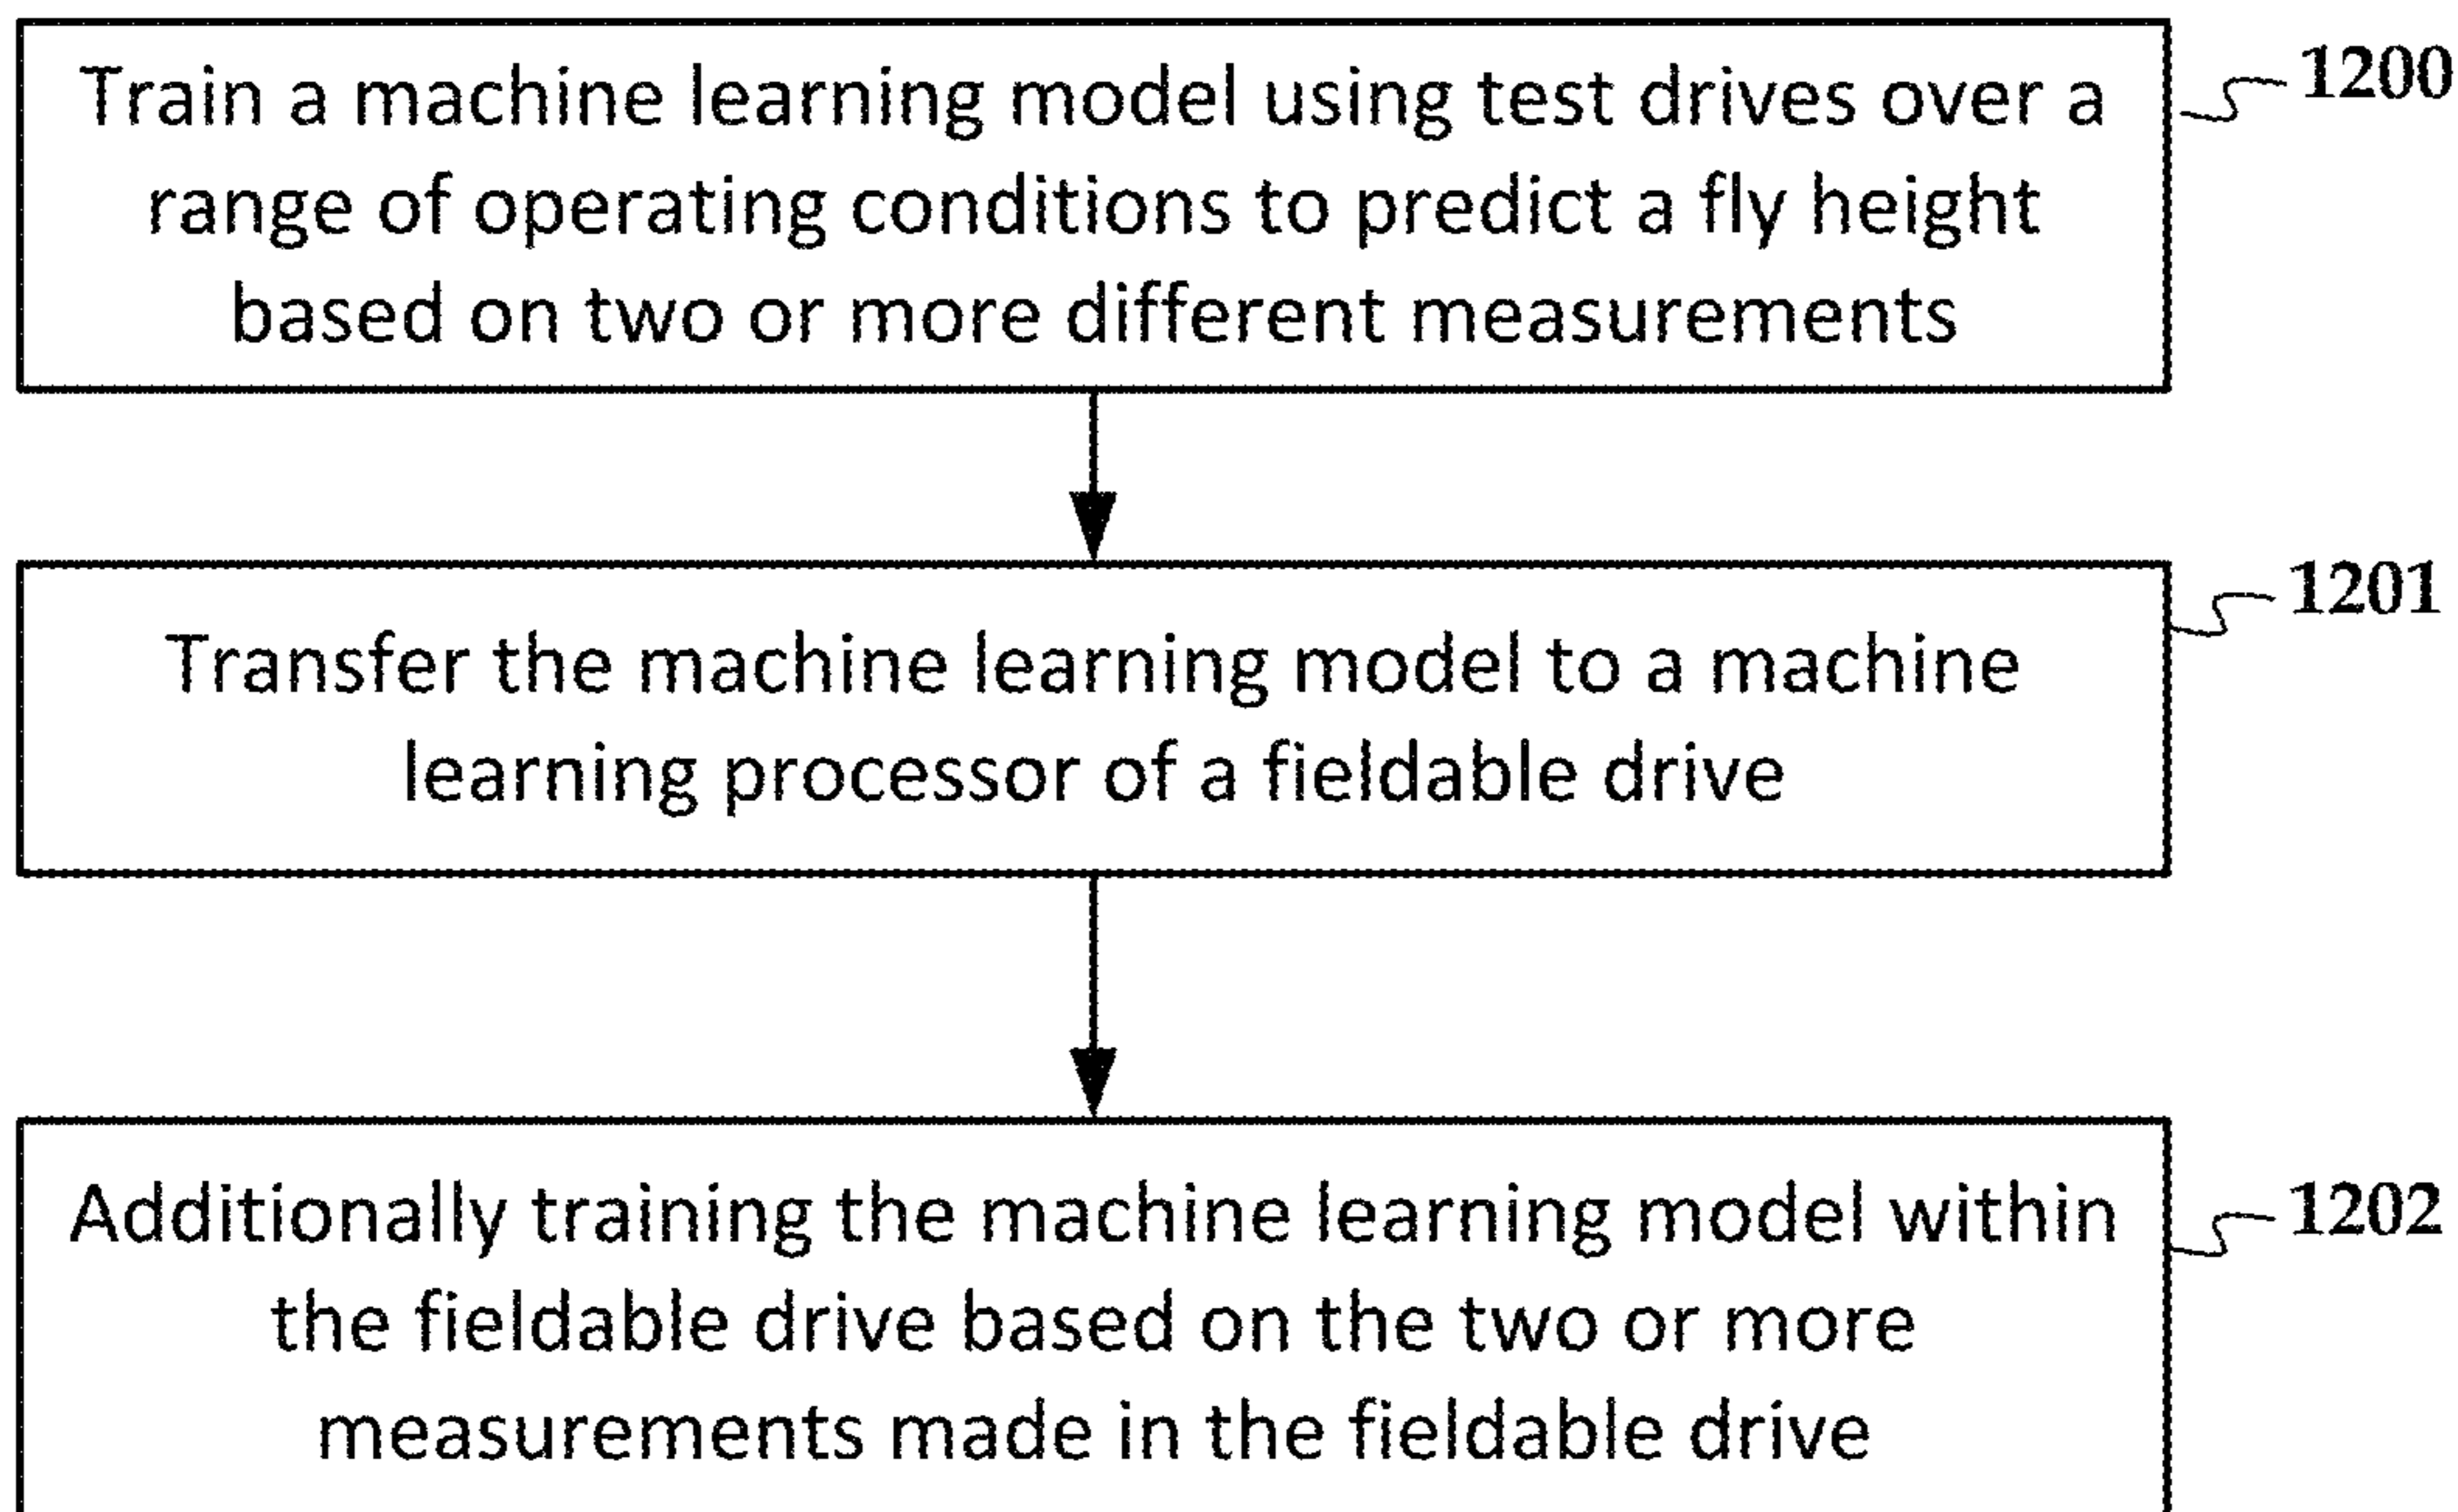 Train a machine learning model using test drives over a
range of operating conditions to predict a fly height
based on two or more different measurements
1200
Transfer the machine learning model to a machine
learning processor of a fieldable drive
1201
Additionally training the machine learning model within
the fieldable drive based on the two or more
measurements made in the fieldable drive
1202